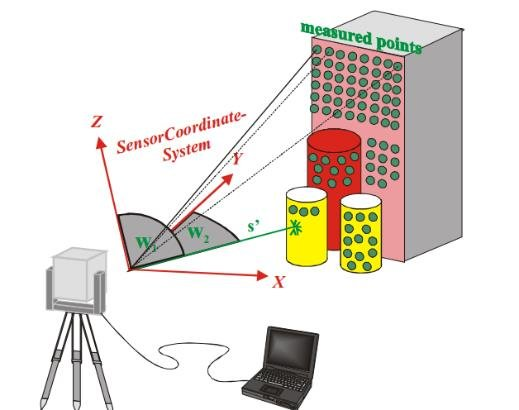 measured points
Z
SensorCoordinate-
System
Y
W1
W2
s'
X